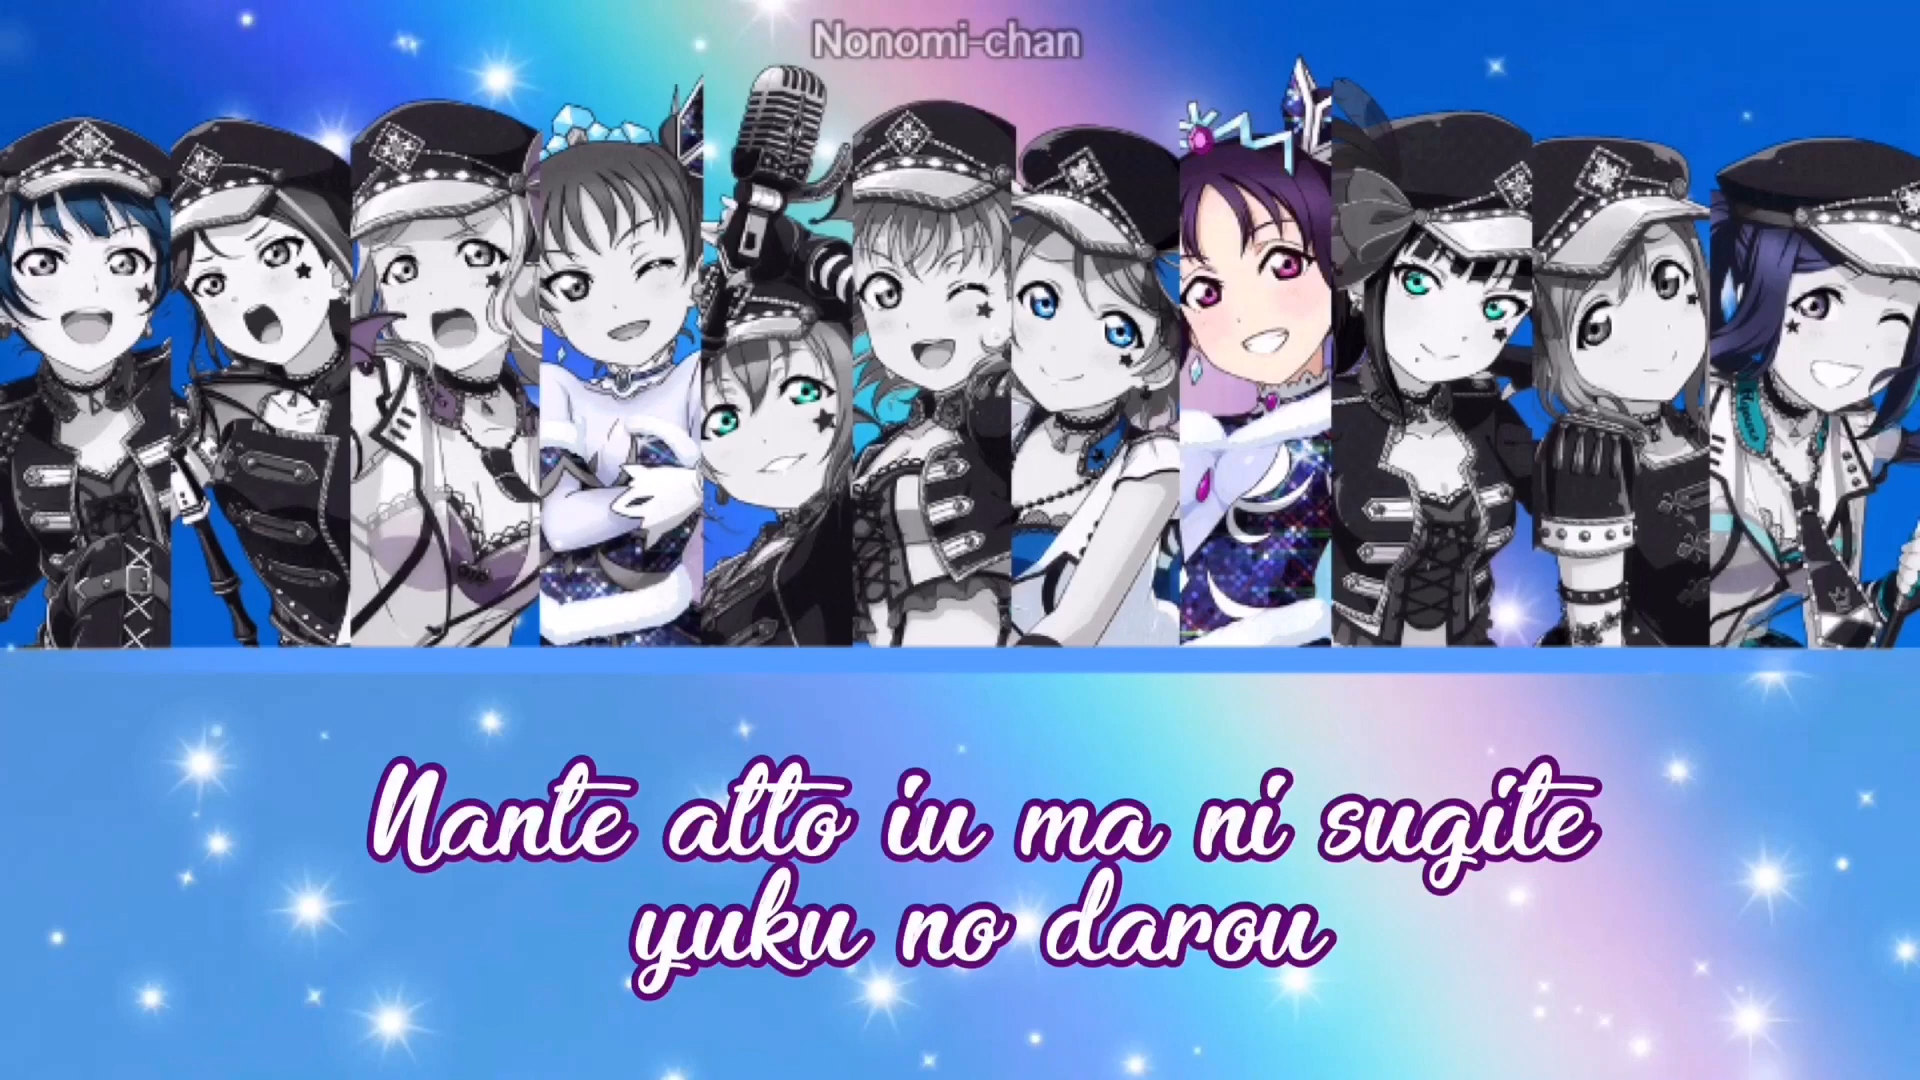 Nonomi-chan
Nante atto iu ma ni sugite
yuku no darou